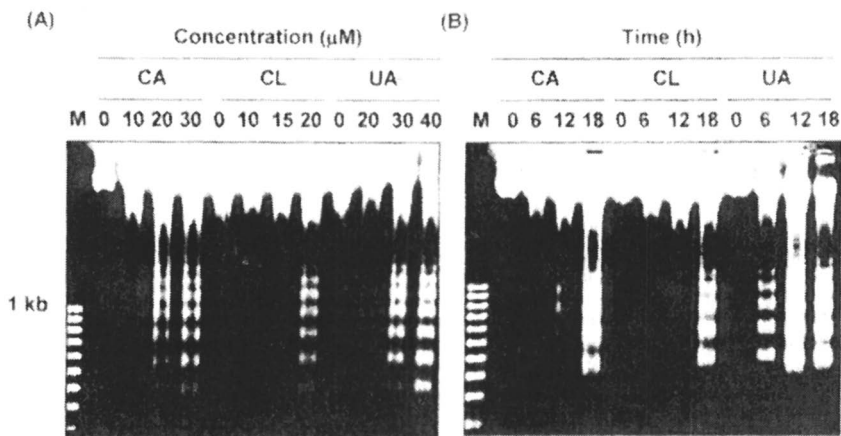 (A)
Concentration (µM)
CA CL UA
M 0 10 20 30 0 10 15 20 0 20 30 40
1 kb
(B)
Time (h)
CA CL UA
M 0 6 12 18 0 6 12 18 0 6 12 18